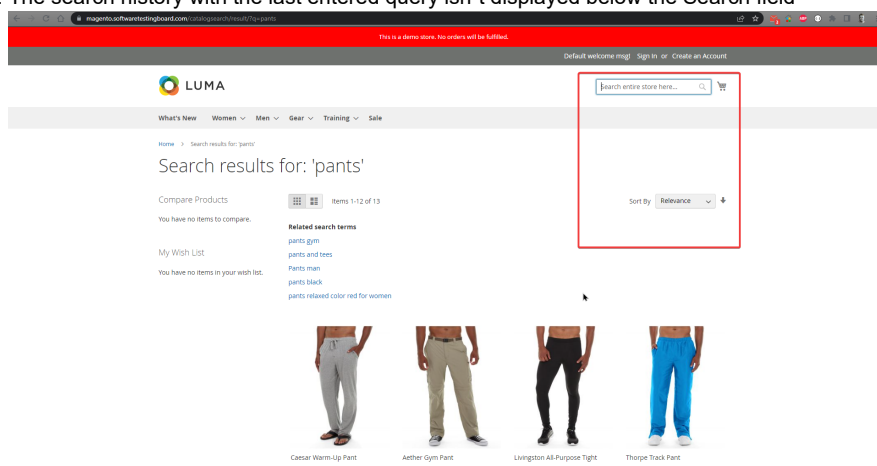 The search history with the last entered query isn't displayed below the Search field
magento.softwaretestingboard.com/catalogsearch/result/?q=pants
This is a demo store. No orders will be fulfilled.
Default welcome msg! Sign In or Create an Account
LUMA
Search entire store here...
What's New Women Men Gear Training Sale
Home > Search results for: 'pants'
Search results for: 'pants'
Compare Products
You have no items to compare.
My Wish List
You have no items in your wish list.
Items 1-12 of 13
Sort By Relevance
Related search terms
pants gym
pants and tees
Pants man
pants black
pants relaxed color red for women
Caesar Warm-Up Pant
Aether Gym Pant
Livingston All-Purpose Tight
Thorpe Track Pant